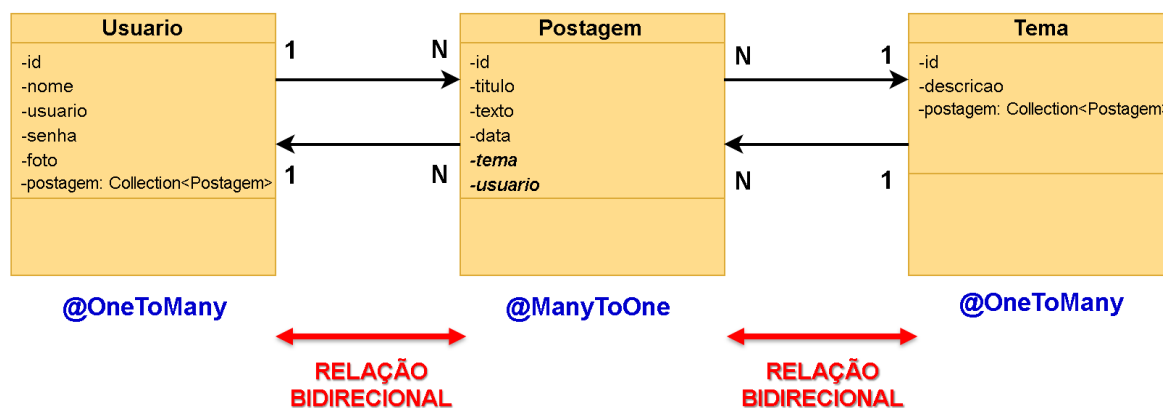 Usuario
-id
-nome
-usuario
-senha
-foto
-postagem: Collection<Postagem>
1
N
1
N
Postagem
-id
-titulo
-texto
-data
-tema
-usuario
N
1
N
1
Tema
-id
-descricao
-postagem: Collection<Postagem>
@OneToMany
@ManyToOne
@OneToMany
RELAÇÃO
BIDIRECIONAL
RELAÇÃO
BIDIRECIONAL